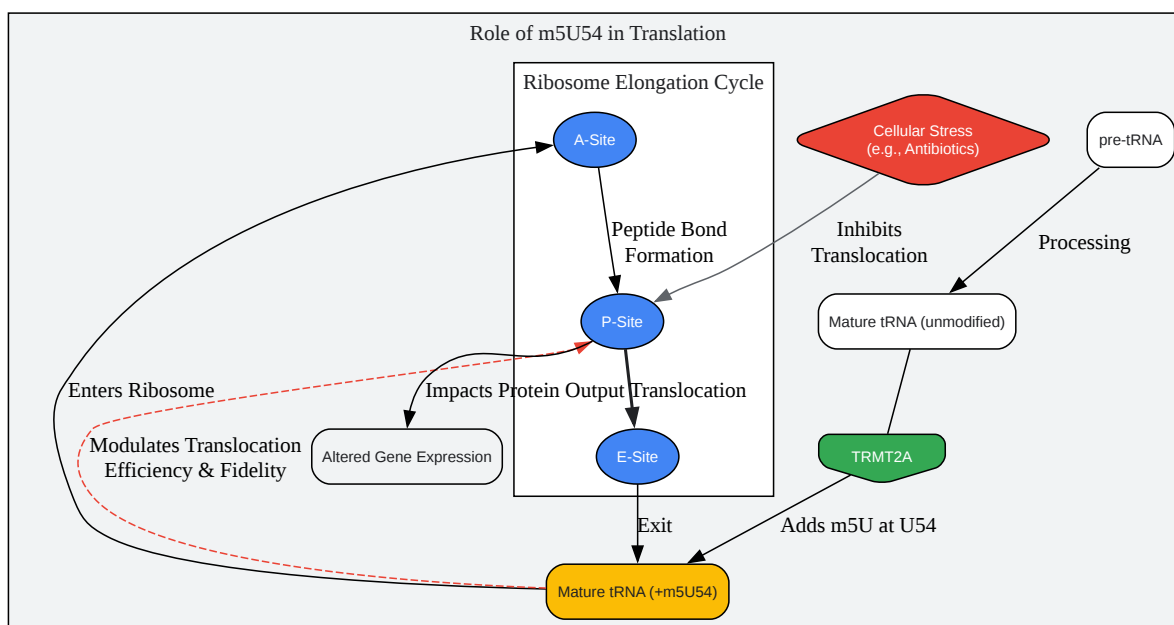 Role of m5U54 in Translation
Ribosome Elongation Cycle
A-Site
Cellular Stress
(e.g., Antibiotics)
pre-tRNA
Peptide Bond
Formation
Inhibits
Translocation
Processing
P-Site
Mature tRNA (unmodified)
Enters Ribosome
Impacts Protein Output
Translocation
Modulates Translocation
Efficiency & Fidelity
Altered Gene Expression
E-Site
TRMT2A
Exit
Adds m5U at U54
Mature tRNA (+m5U54)